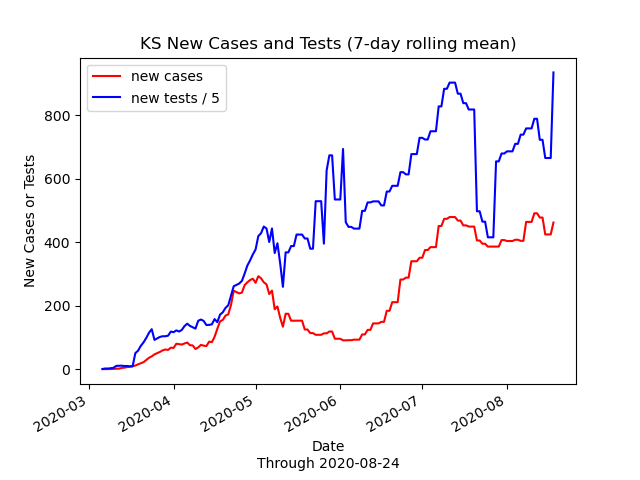 KS New Cases and Tests (7-day rolling mean)
new cases
new tests / 5
New Cases or Tests
800
600
400
200
0
2020-03
2020-04
2020-05
2020-06
2020-07
2020-08
Date
Through 2020-08-24